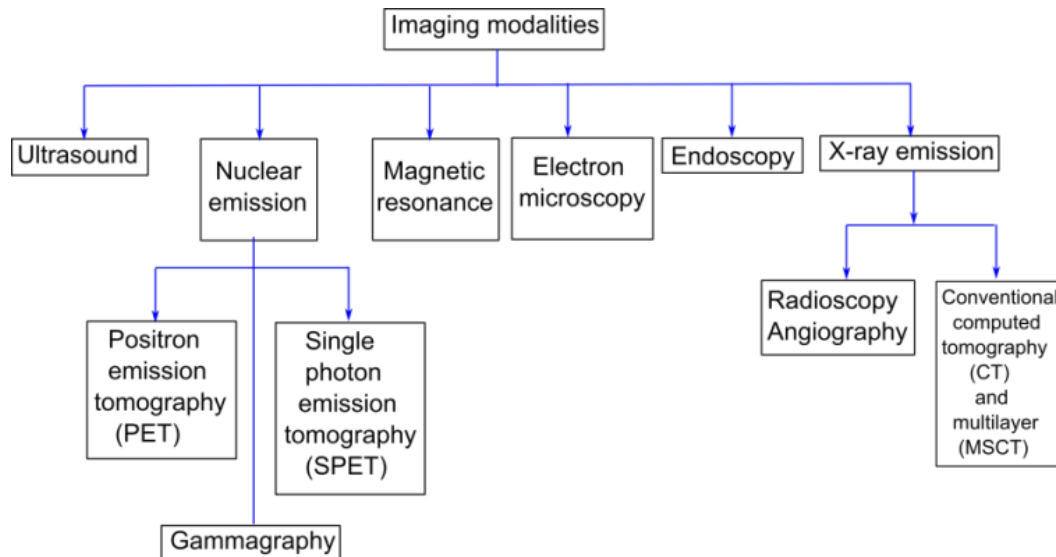 Imaging modalities
Ultrasound
Nuclear
emission
Magnetic
resonance
Electron
microscopy
Endoscopy
X-ray emission
Positron
emission
tomography
(PET)
Single
photon
emission
tomography
(SPET)
Radioscopy
Angiography
Conventional
computed
tomography
(CT)
and
multilayer
(MSCT)
Gammagraphy